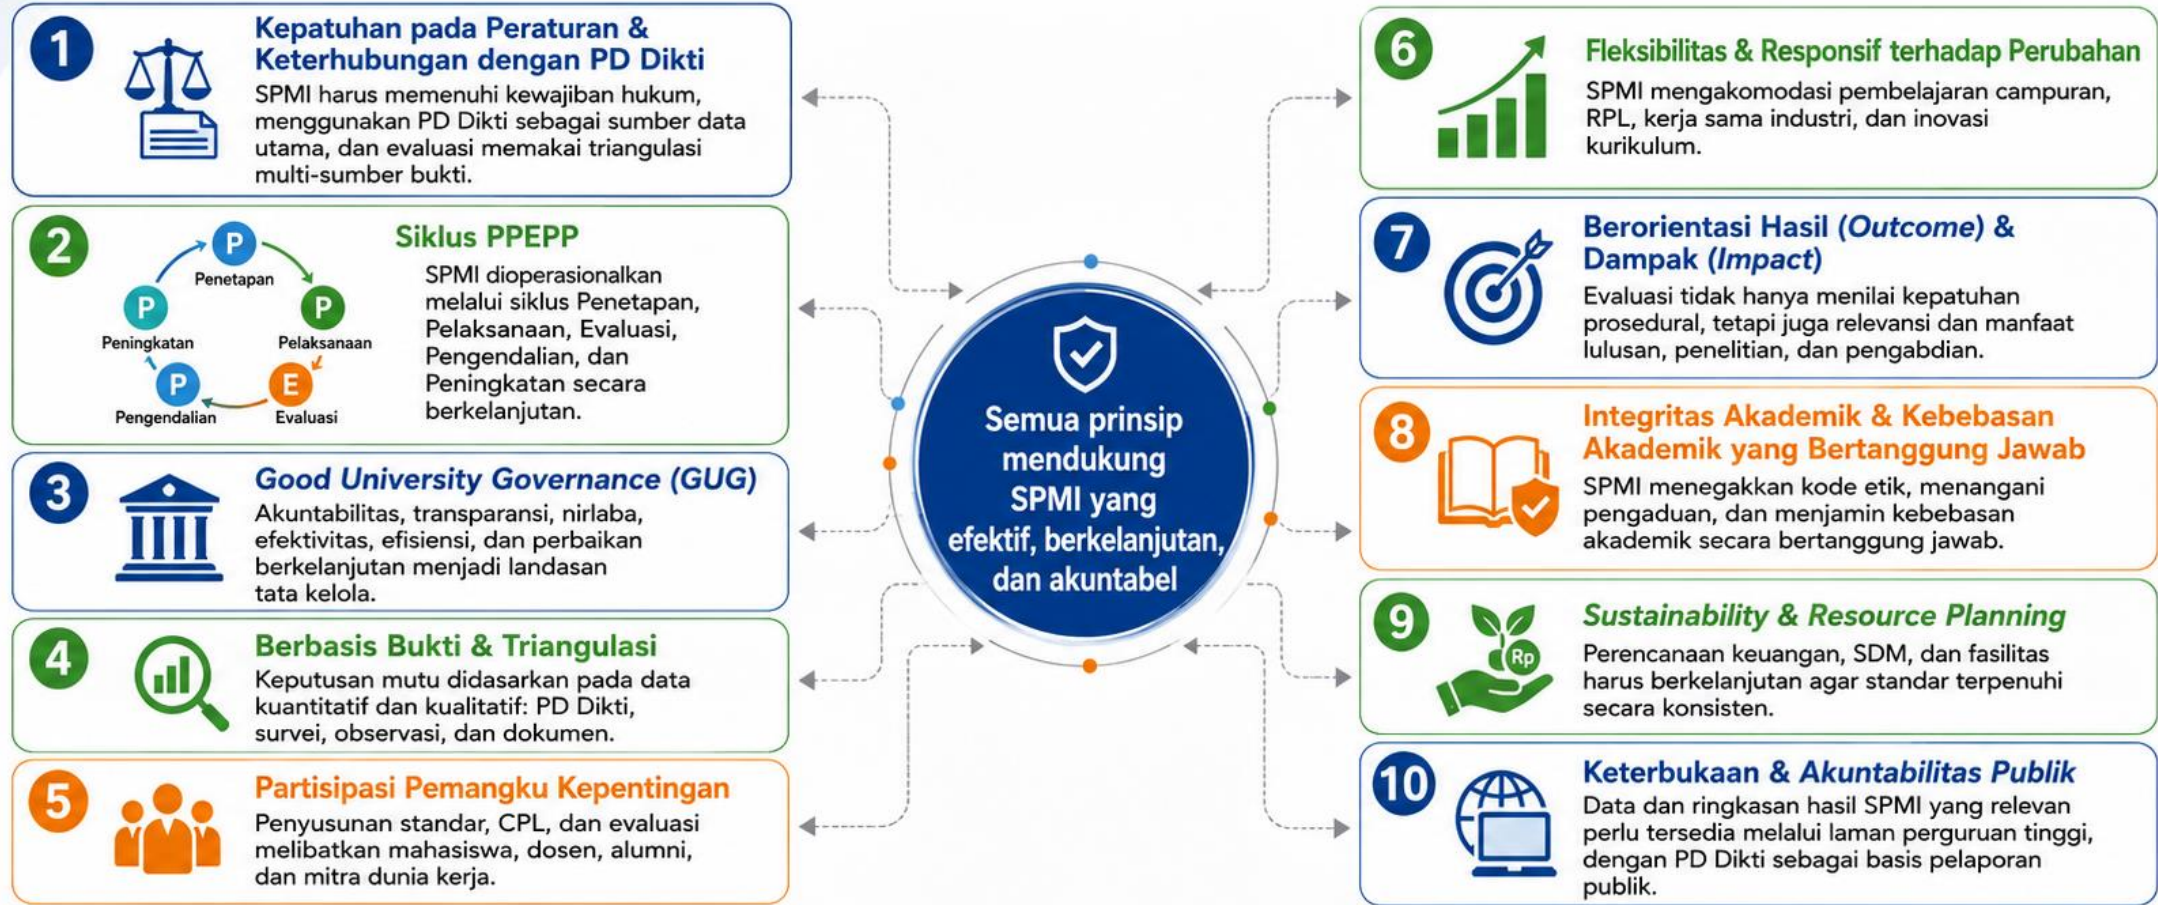 1
Kepatuhan pada Peraturan &
Keterhubungan dengan PD Dikti
SPMI harus memenuhi kewajiban hukum,
menggunakan PD Dikti sebagai sumber data
utama, dan evaluasi memakai triangulasi
multi-sumber bukti.
2
P
Penetapan
P
Pelaksanaan
E
Evaluasi
P
Pengendalian
P
Peningkatan
Siklus PPEPP
SPMI dioperasionalkan
melalui siklus Penetapan,
Pelaksanaan, Evaluasi,
Pengendalian, dan
Peningkatan secara
berkelanjutan.
3
Good University Governance (GUG)
Akuntabilitas, transparansi, nirlaba,
efektivitas, efisiensi, dan perbaikan
berkelanjutan menjadi landasan
tata kelola.
4
Berbasis Bukti & Triangulasi
Keputusan mutu didasarkan pada data
kuantitatif dan kualitatif: PD Dikti,
survei, observasi, dan dokumen.
5
Partisipasi Pemangku Kepentingan
Penyusunan standar, CPL, dan evaluasi
melibatkan mahasiswa, dosen, alumni,
dan mitra dunia kerja.
Semua prinsip
mendukung
SPMI yang
efektif, berkelanjutan,
dan akuntabel
6
Fleksibilitas & Responsif terhadap Perubahan
SPMI mengakomodasi pembelajaran campuran,
RPL, kerja sama industri, dan inovasi
kurikulum.
7
Berorientasi Hasil (Outcome) &
Dampak (Impact)
Evaluasi tidak hanya menilai kepatuhan
prosedural, tetapi juga relevansi dan manfaat
lulusan, penelitian, dan pengabdian.
8
Integritas Akademik & Kebebasan
Akademik yang Bertanggung Jawab
SPMI menegakkan kode etik, menangani
pengaduan, dan menjamin kebebasan
akademik secara bertanggung jawab.
9
Rp
Sustainability & Resource Planning
Perencanaan keuangan, SDM, dan fasilitas
harus berkelanjutan agar standar terpenuhi
secara konsisten.
10
Keterbukaan & Akuntabilitas Publik
Data dan ringkasan hasil SPMI yang relevan
perlu tersedia melalui laman perguruan tinggi,
dengan PD Dikti sebagai basis pelaporan
publik.